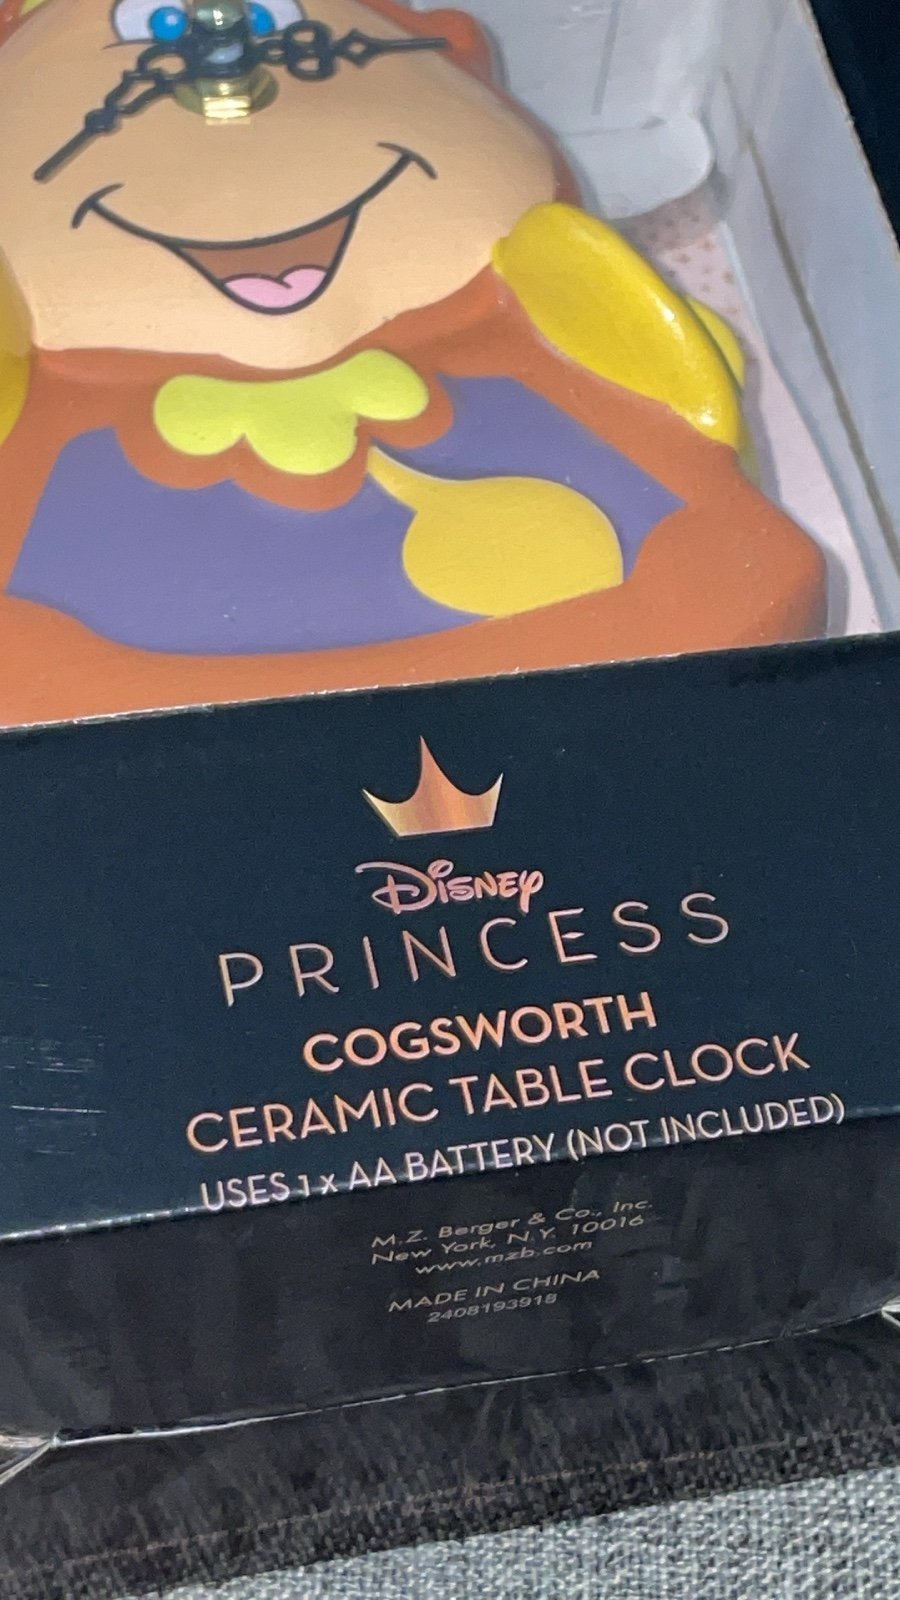 Disney
PRINCESS
COGSWORTH
CERAMIC TABLE CLOCK
USES 1 x AA BATTERY (NOT INCLUDED)
M.Z. Berger & Co., Inc.
New York, N.Y. 10016
www.mzb.com
MADE IN CHINA
2408193918